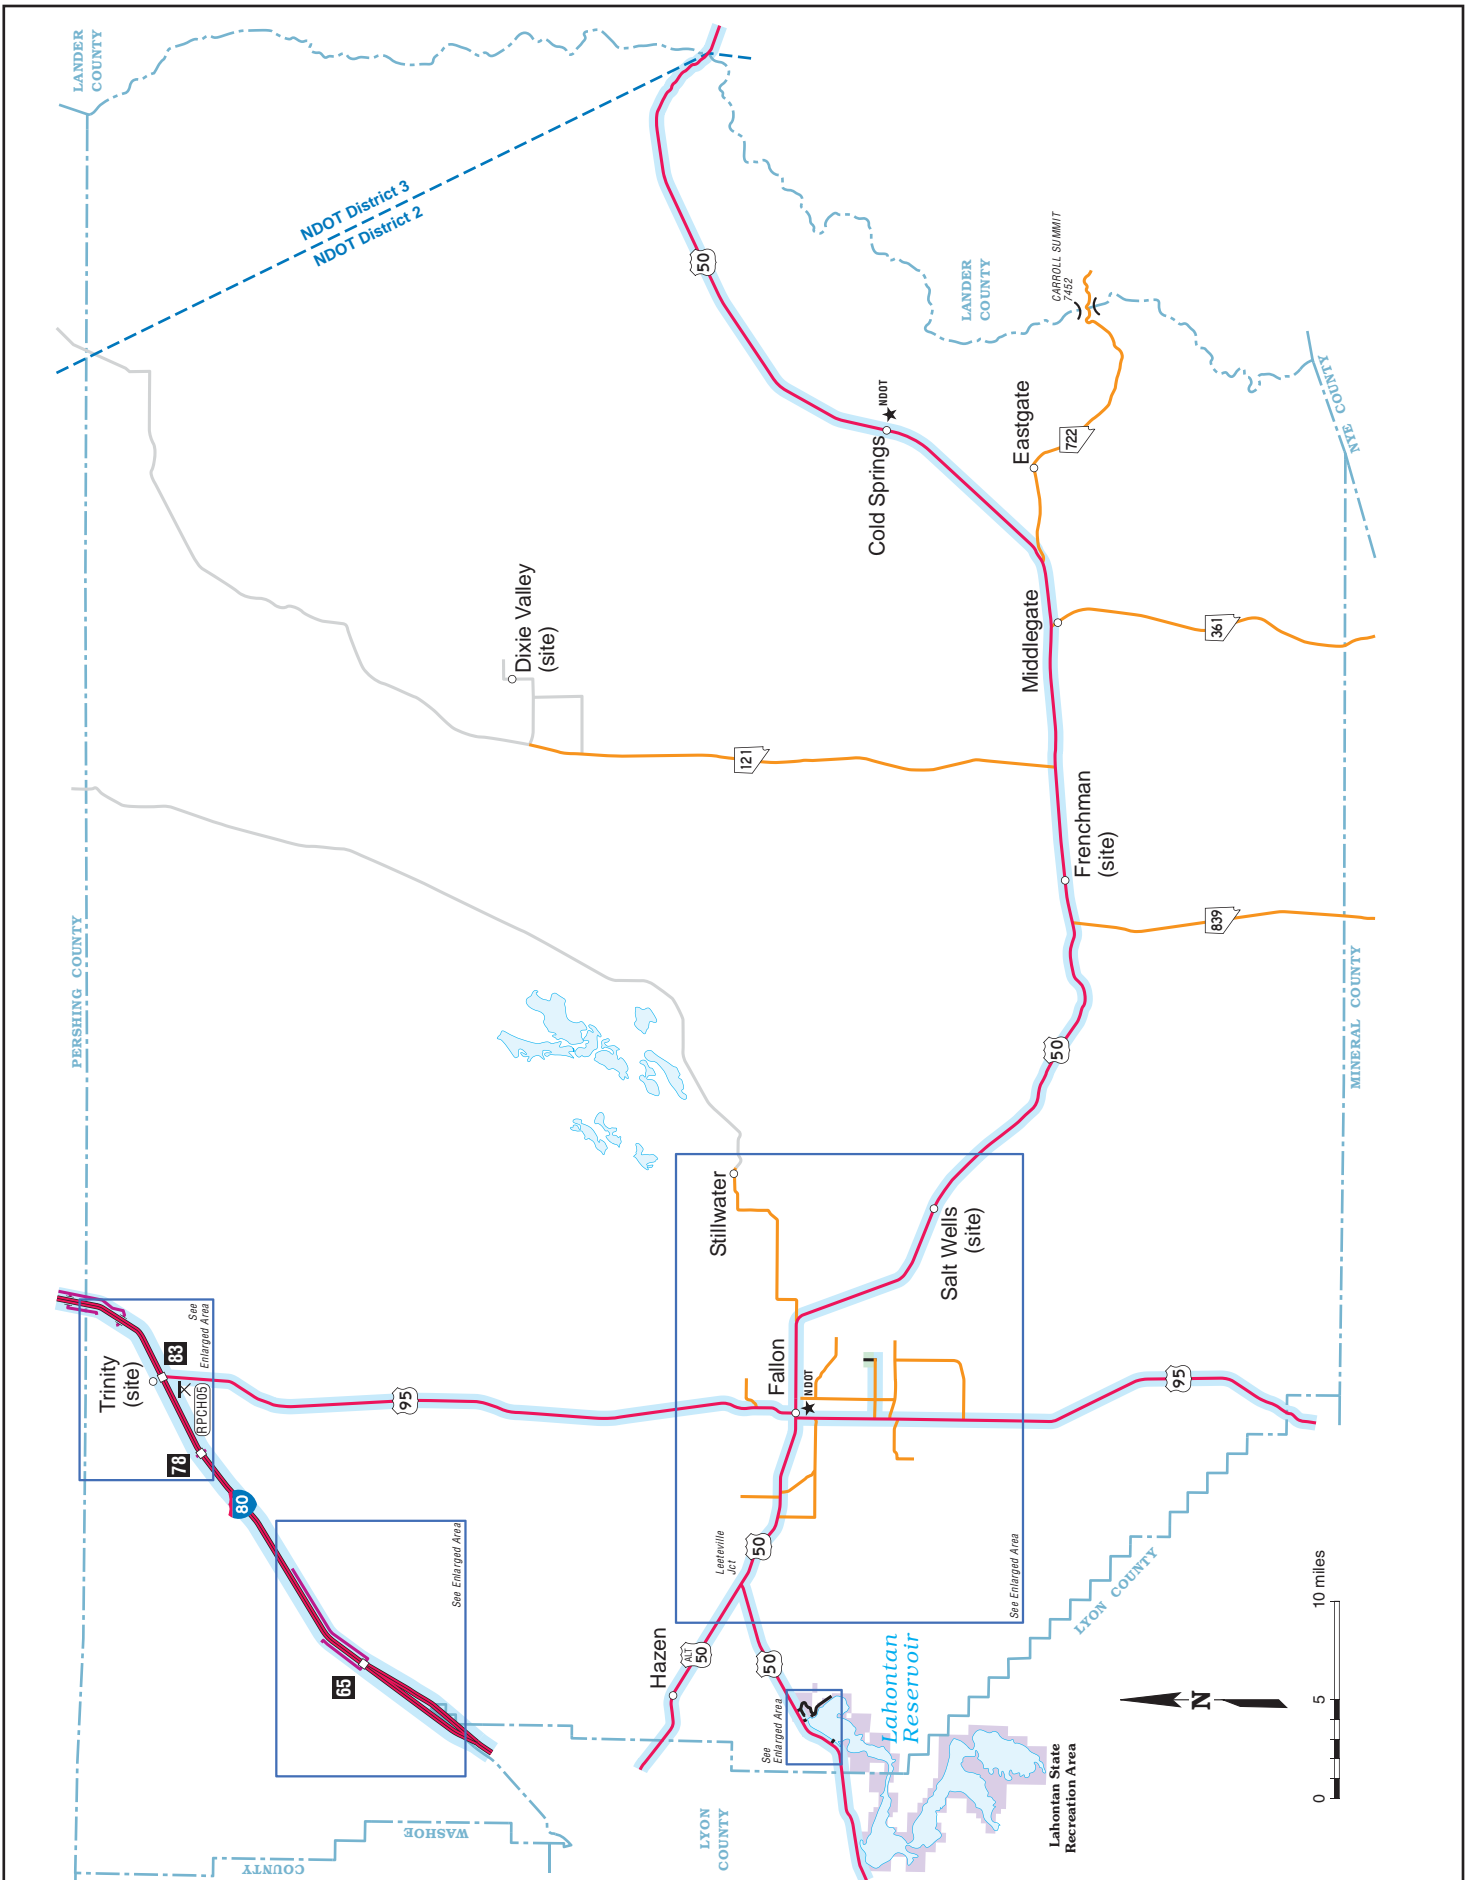 LANDER
COUNTY
NDOT District 3
NDOT District 2
50
CARROLL SUMMIT
7452
LANDER
COUNTY
NYE COUNTY
722
Eastgate
NDOT
Cold Springs
Dixie Valley
(site)
Middlegate
361
121
Frenchman
(site)
839
PERSHING COUNTY
MINERAL COUNTY
50
Stillwater
Salt Wells
(site)
See
Enlarged Area
83
Trinity
(site)
RPCH05
78
80
95
Fallon
NDOT
95
See Enlarged Area
65
Leeteville
Jct
50
See Enlarged Area
Hazen
ALT
50
50
See
Enlarged Area
Lahontan
Reservoir
LYON COUNTY
Lahontan State
Recreation Area
LYON
COUNTY
WASHOE
COUNTY
N
0
5
10 miles